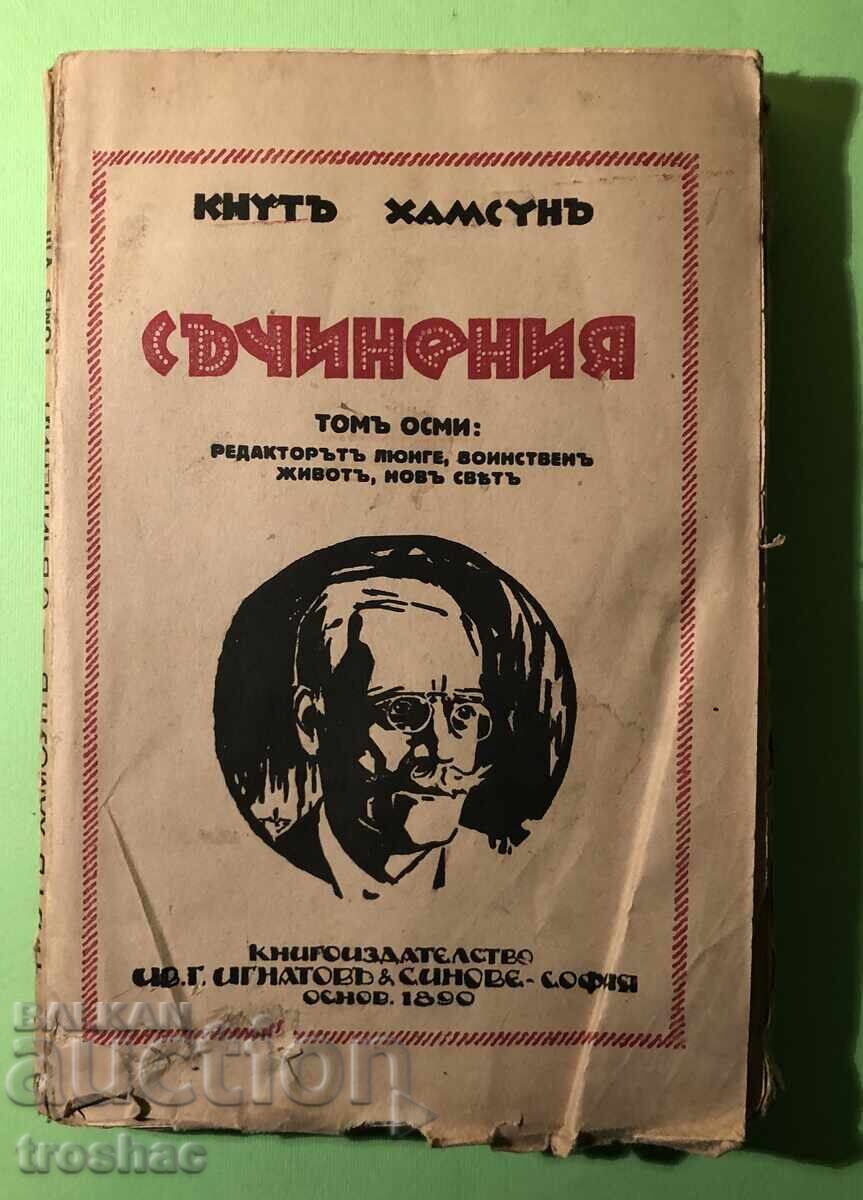 КНУТЪ ХАМСУНЪ
СЪЧИНЕНИЯ
ТОМЪ ОСМИ:
РЕДАКТОРЪТЪ ЛЮНГЕ, ВОИНСТВЕНЪ
ЖИВОТЪ, НОВЪ СВѢТЪ
КНИГОИЗДАТЕЛСТВО
ИВ. Г. ИГНАТОВЪ & СИНОВЕ - СОФИЯ
ОСНОВ. 1890
BALKAN
auction
troshac